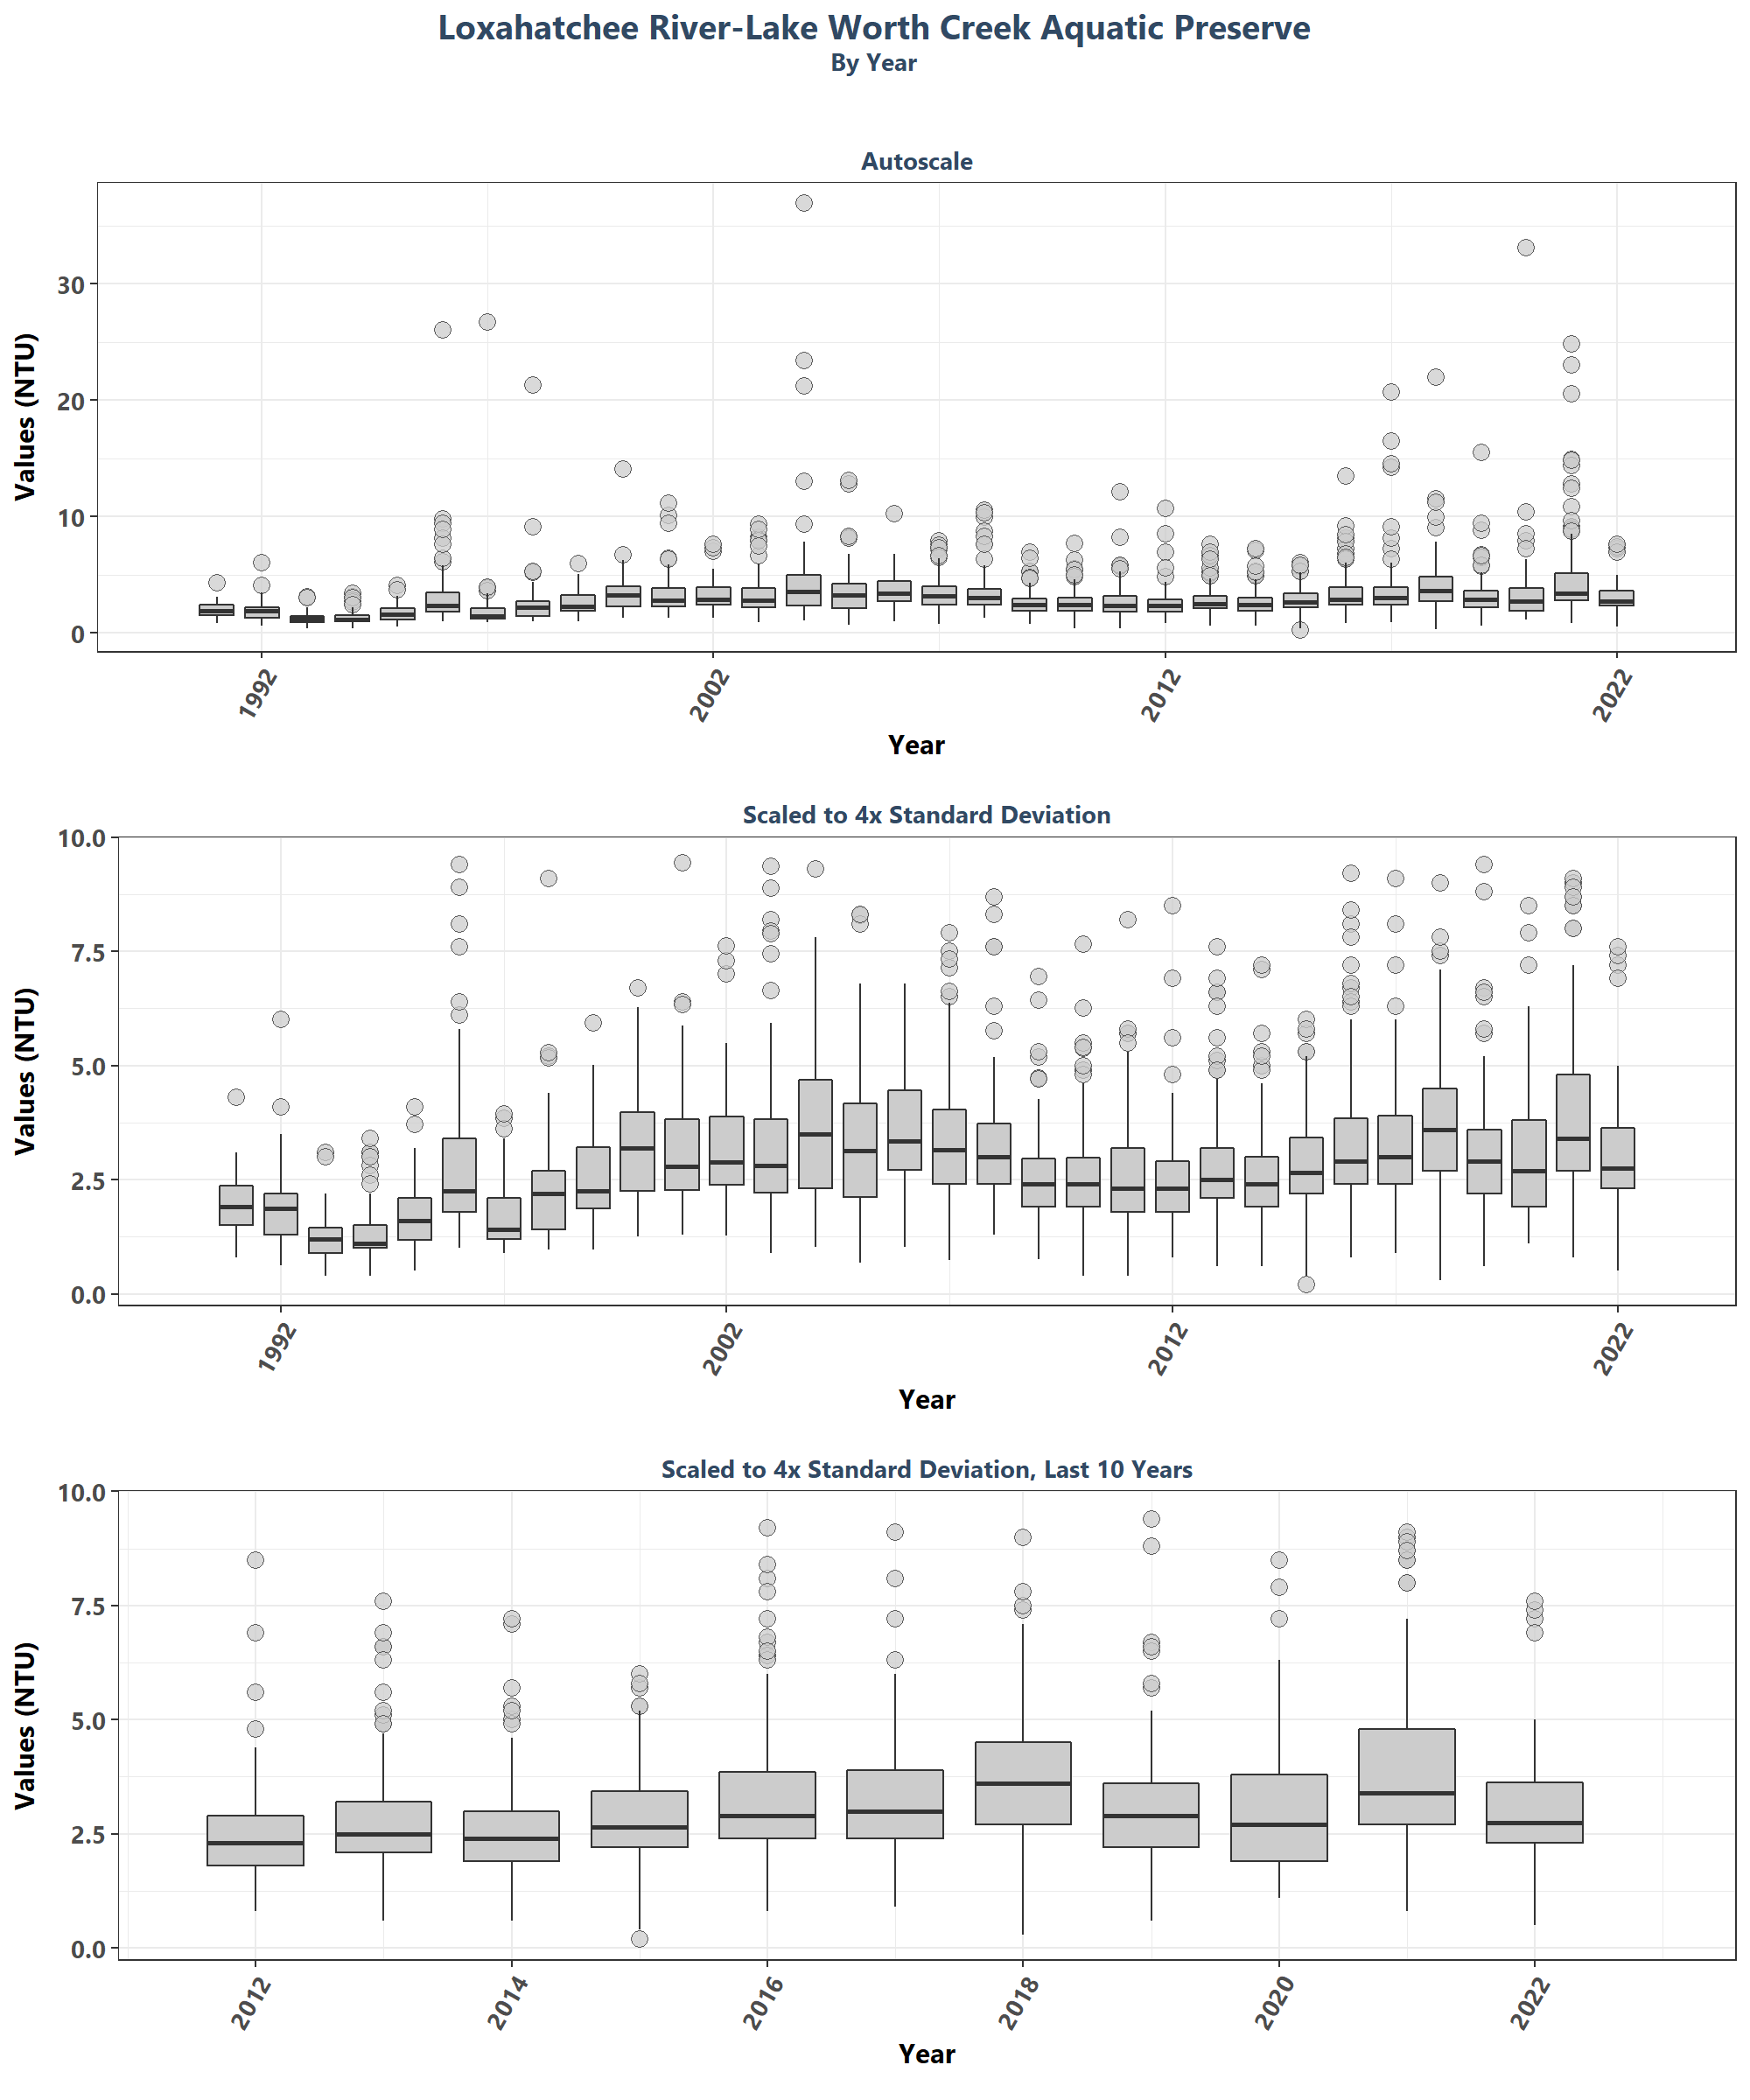 Loxahatchee River-Lake Worth Creek Aquatic Preserve
By Year
Autoscale
Values (NTU)
30
20
10
0
1992
2002
2012
2022
Year
Scaled to 4x Standard Deviation
Values (NTU)
10.0
7.5
5.0
2.5
0.0
1992
2002
2012
2022
Year
Scaled to 4x Standard Deviation, Last 10 Years
Values (NTU)
10.0
7.5
5.0
2.5
0.0
2012
2014
2016
2018
2020
2022
Year